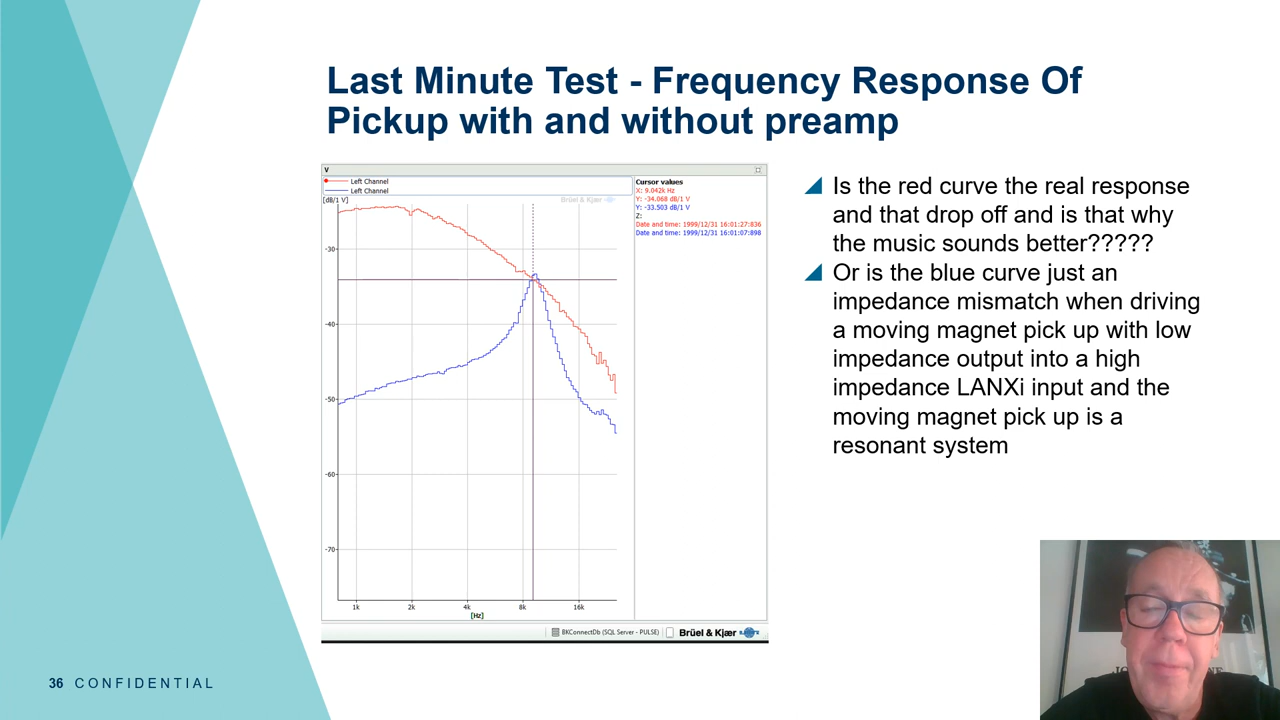 Last Minute Test - Frequency Response Of
Pickup with and without preamp
V
Left Channel
Left Channel
[dB/1 V]
Brüel & Kjær
-30
-40
-50
-60
-70
1k
2k
4k
8k
16k
[Hz]
Cursor values
X: 9.042k Hz
Y: -34.068 dB/1 V
Y: -33.503 dB/1 V
Z:
Date and time: 1999/12/31 16:01:27:836
Date and time: 1999/12/31 16:01:07:898
BKConnectDb (SQL Server - PULSE)
Brüel & Kjær
Is the red curve the real response
and that drop off and is that why
the music sounds better?????
Or is the blue curve just an
impedance mismatch when driving
a moving magnet pick up with low
impedance output into a high
impedance LANXi input and the
moving magnet pick up is a
resonant system
36 CONFIDENTIAL